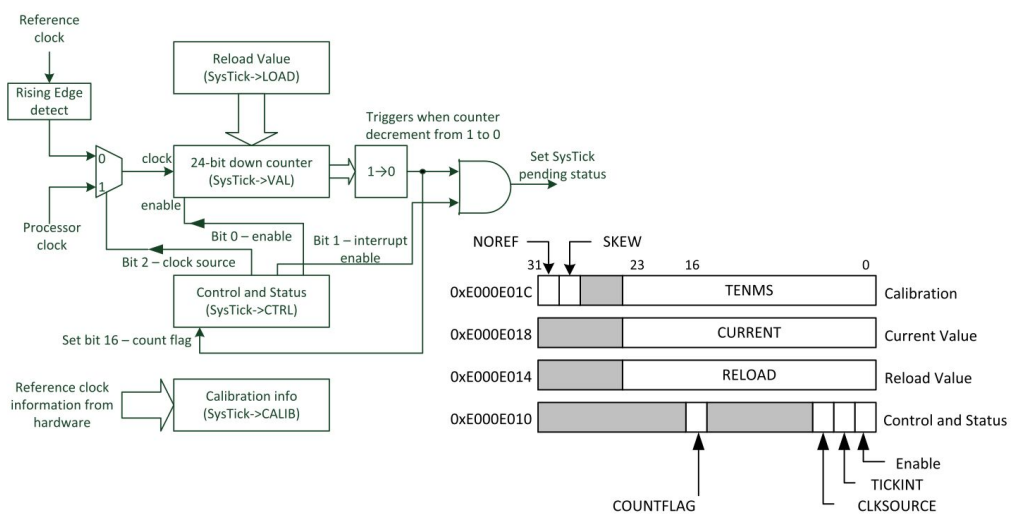 Reference
clock
Rising Edge
detect
Reload Value
(SysTick->LOAD)
Triggers when counter
decrement from 1 to 0
0
1
clock
24-bit down counter
(SysTick->VAL)
1→0
Set SysTick
pending status
enable
Processor
clock
Bit 0 – enable
Bit 1 – interrupt
enable
Bit 2 – clock source
Control and Status
(SysTick->CTRL)
Set bit 16 – count flag
Reference clock
information from
hardware
Calibration info
(SysTick->CALIB)
NOREF
SKEW
31
23
16
0
0xE000E01C
TENMS
Calibration
0xE000E018
CURRENT
Current Value
0xE000E014
RELOAD
Reload Value
0xE000E010
Control and Status
Enable
TICKINT
COUNTFLAG
CLKSOURCE